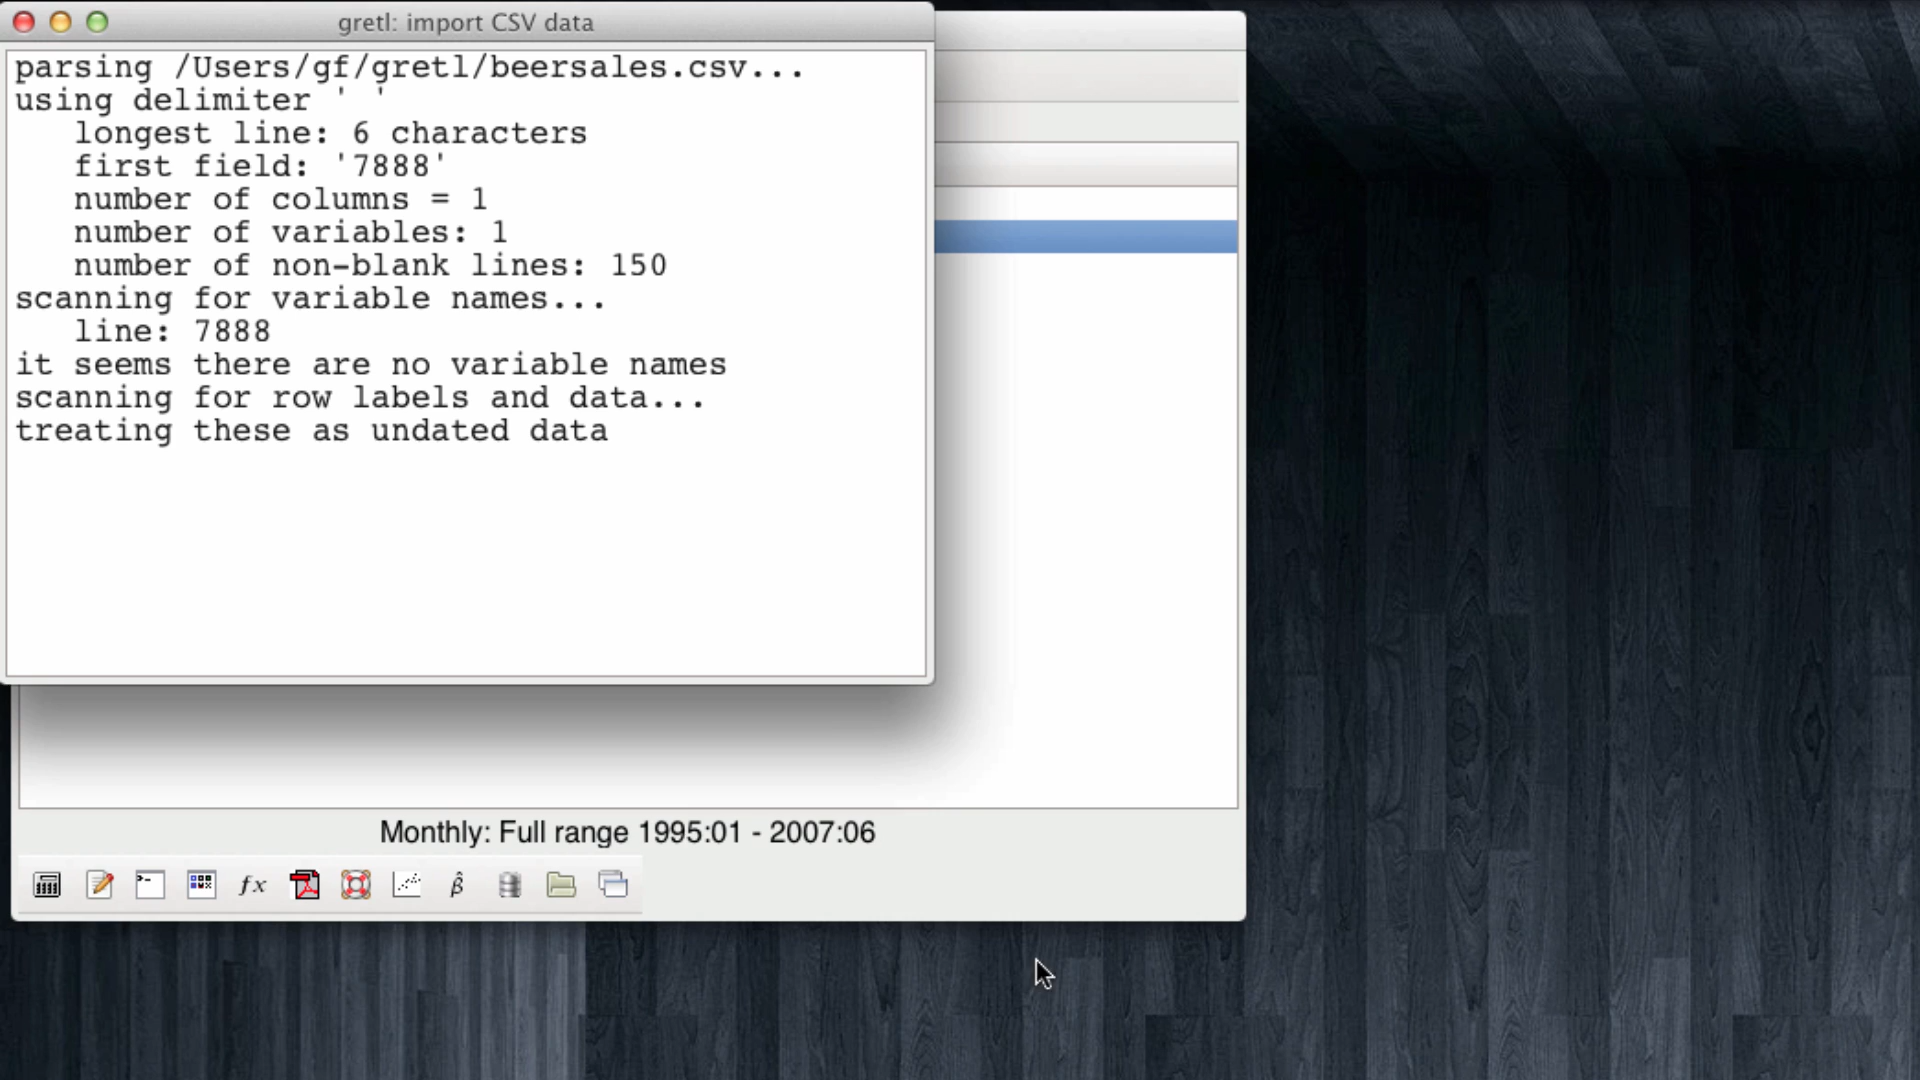 gretl: import CSV data
parsing /Users/gf/gretl/beersales.csv...
using delimiter ' '
longest line: 6 characters
first field: '7888'
number of columns = 1
number of variables: 1
number of non-blank lines: 150
scanning for variable names...
line: 7888
it seems there are no variable names
scanning for row labels and data...
treating these as undated data
Monthly: Full range 1995:01 - 2007:06
fx
β̂